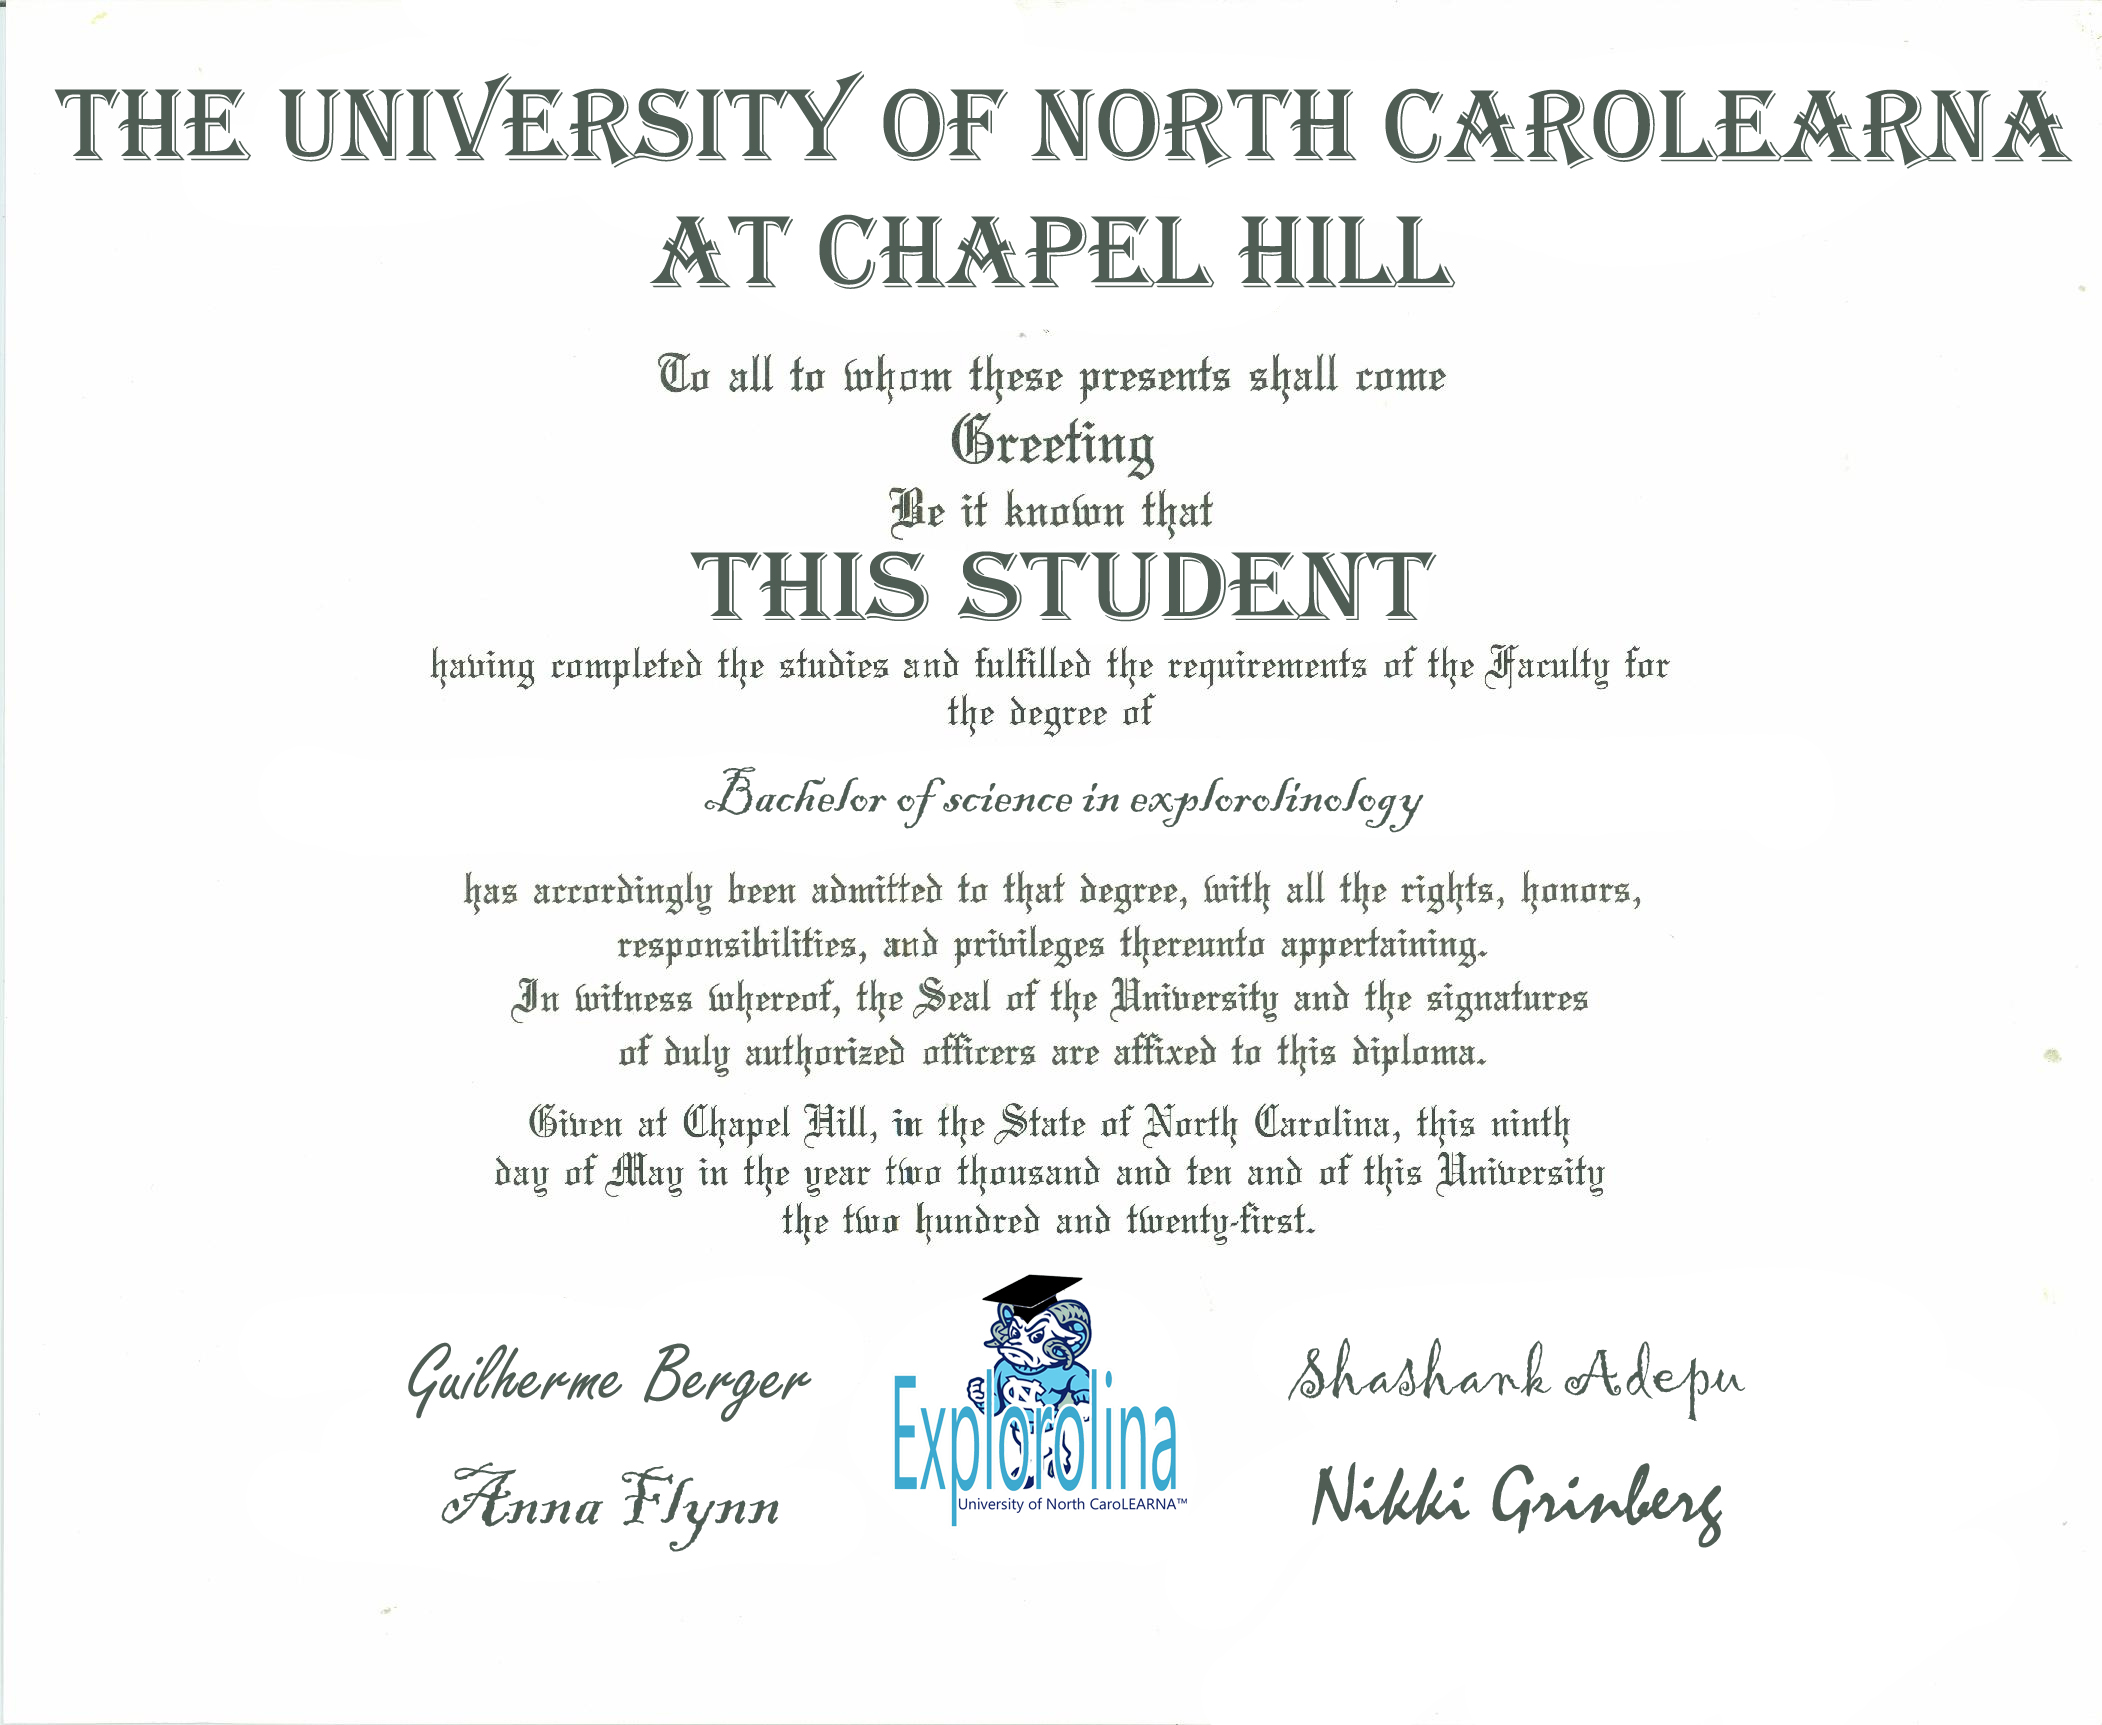 THE UNIVERSITY OF NORTH CAROLEARNA
AT CHAPEL HILL
To all to whom these presents shall come
Greeting
Be it known that
THIS STUDENT
having completed the studies and fulfilled the requirements of the Faculty for
the degree of
Bachelor of science in explorolinology
has accordingly been admitted to that degree, with all the rights, honors,
responsibilities, and privileges thereunto appertaining.
In witness whereof, the Seal of the University and the signatures
of duly authorized officers are affixed to this diploma.
Given at Chapel Hill, in the State of North Carolina, this ninth
day of May in the year two thousand and ten and of this University
the two hundred and twenty-first.
Guilherme Berger
Anna Flynn
NC
Explorolina
University of North CaroLEARNA™
Shashank Adepu
Nikki Grinberg